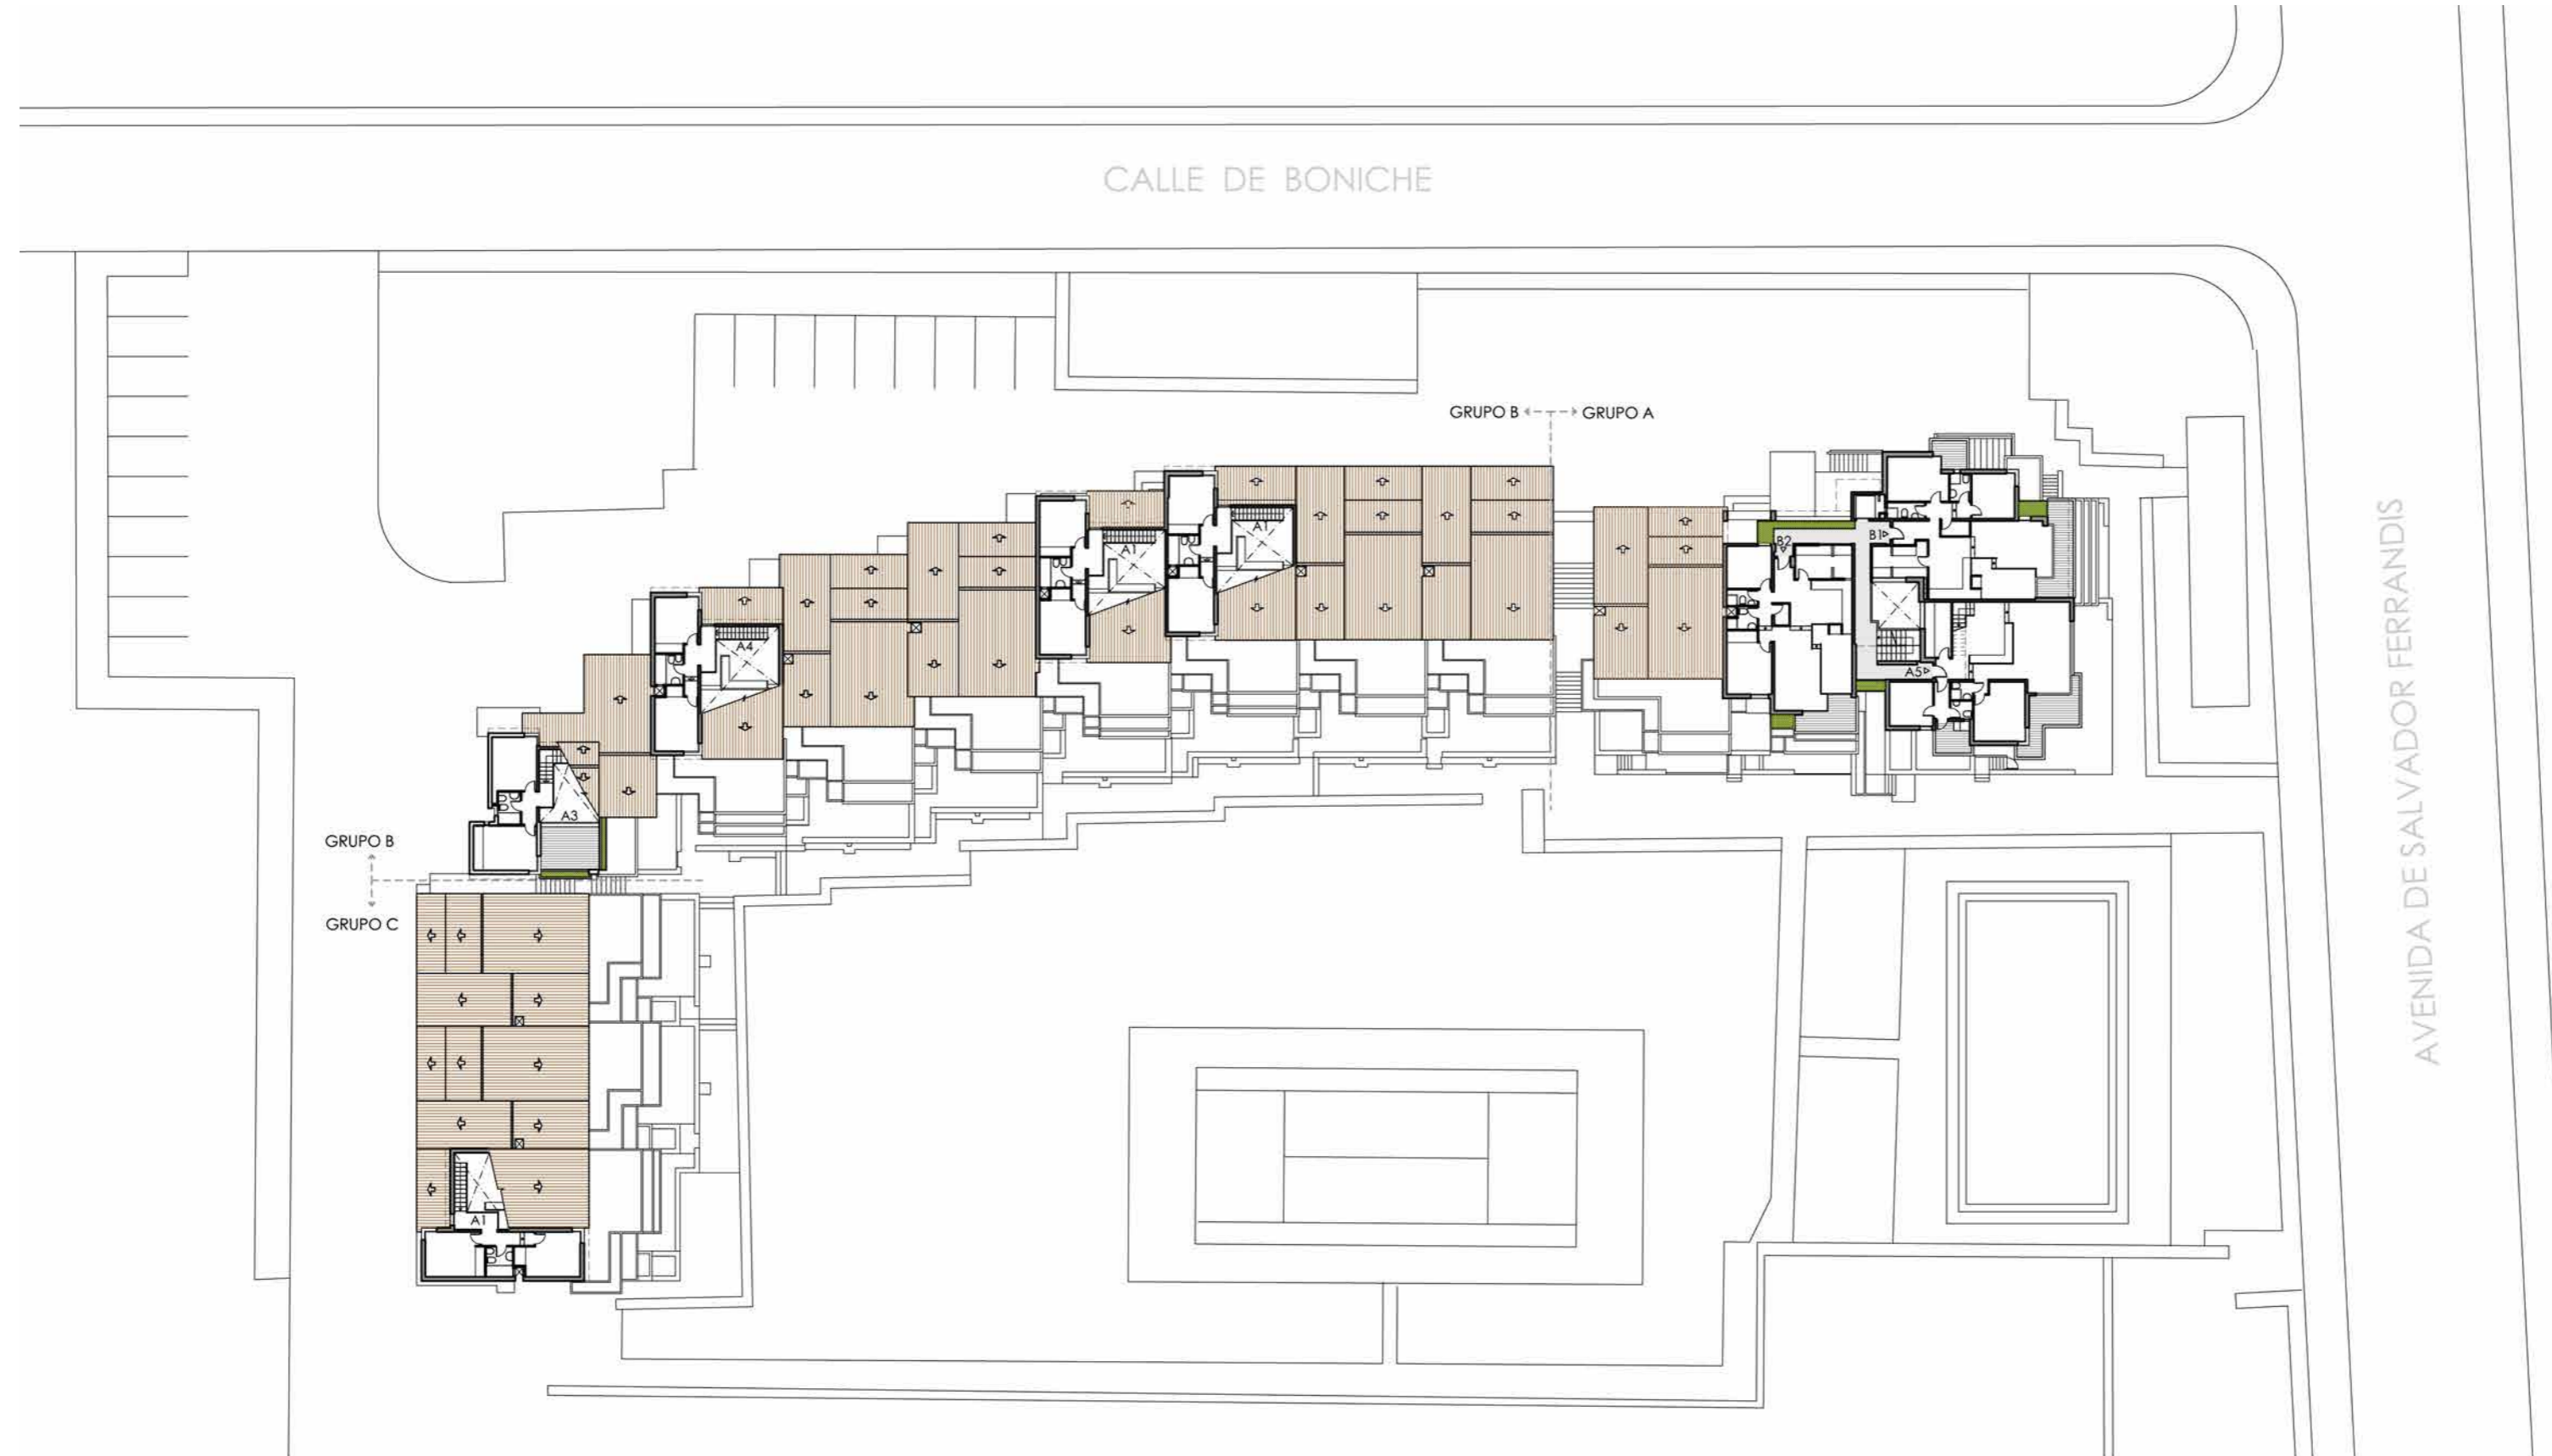 CALLE DE BONICHE
GRUPO B
GRUPO A
AVENIDA DE SALVADOR FERRANDIS
A1
A1
B2
B1
A4
A5
A3
GRUPO B
GRUPO C
A1